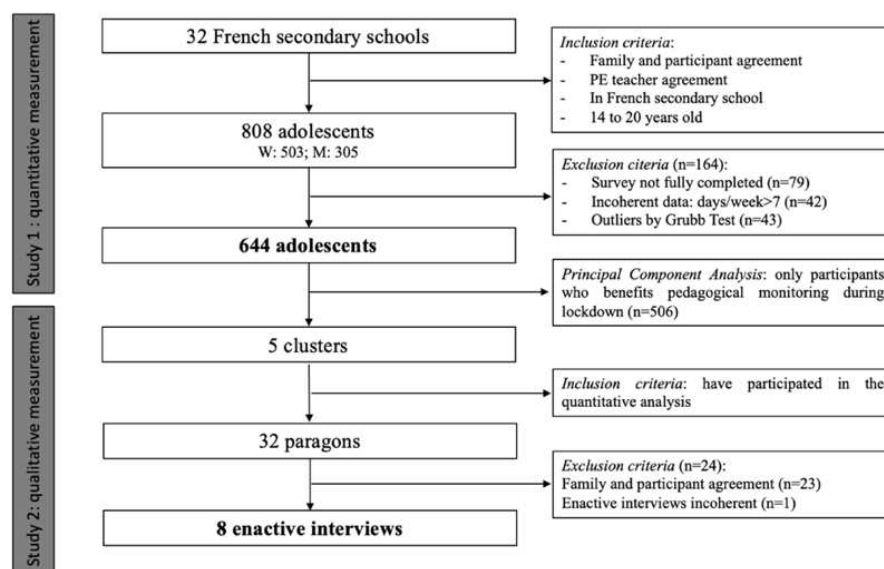 Study 1 : quantitative measurement
32 French secondary schools
Inclusion criteria:
- Family and participant agreement
- PE teacher agreement
- In French secondary school
- 14 to 20 years old
808 adolescents
W: 503; M: 305
Exclusion citeria (n=164):
- Survey not fully completed (n=79)
- Incoherent data: days/week>7 (n=42)
- Outliers by Grubb Test (n=43)
644 adolescents
Principal Component Analysis: only participants
who benefits pedagogical monitoring during
lockdown (n=506)
Study 2: qualitative measurement
5 clusters
Inclusion criteria: have participated in the
quantitative analysis
32 paragons
Exclusion criteria (n=24):
Family and participant agreement (n=23)
Enactive interviews incoherent (n=1)
8 enactive interviews